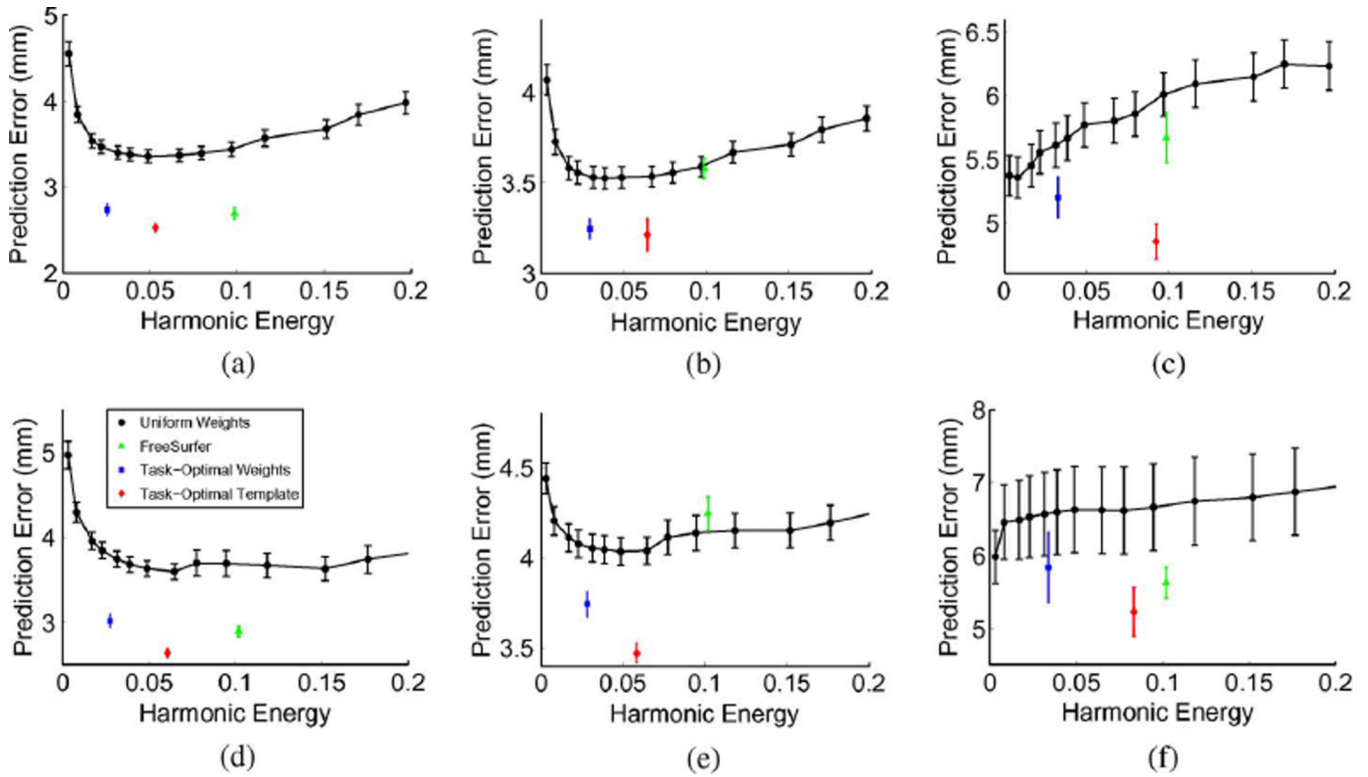 Prediction Error (mm)
5
4
3
2
0 0.05 0.1 0.15 0.2
Harmonic Energy
(a)
Prediction Error (mm)
4
3.5
3
0 0.05 0.1 0.15 0.2
Harmonic Energy
(b)
Prediction Error (mm)
6.5
6
5.5
5
0 0.05 0.1 0.15 0.2
Harmonic Energy
(c)
Prediction Error (mm)
5
4
3
Uniform Weights
FreeSurfer
Task-Optimal Weights
Task-Optimal Template
0 0.05 0.1 0.15 0.2
Harmonic Energy
(d)
Prediction Error (mm)
4.5
4
3.5
0 0.05 0.1 0.15 0.2
Harmonic Energy
(e)
Prediction Error (mm)
8
7
6
5
0 0.05 0.1 0.15 0.2
Harmonic Energy
(f)